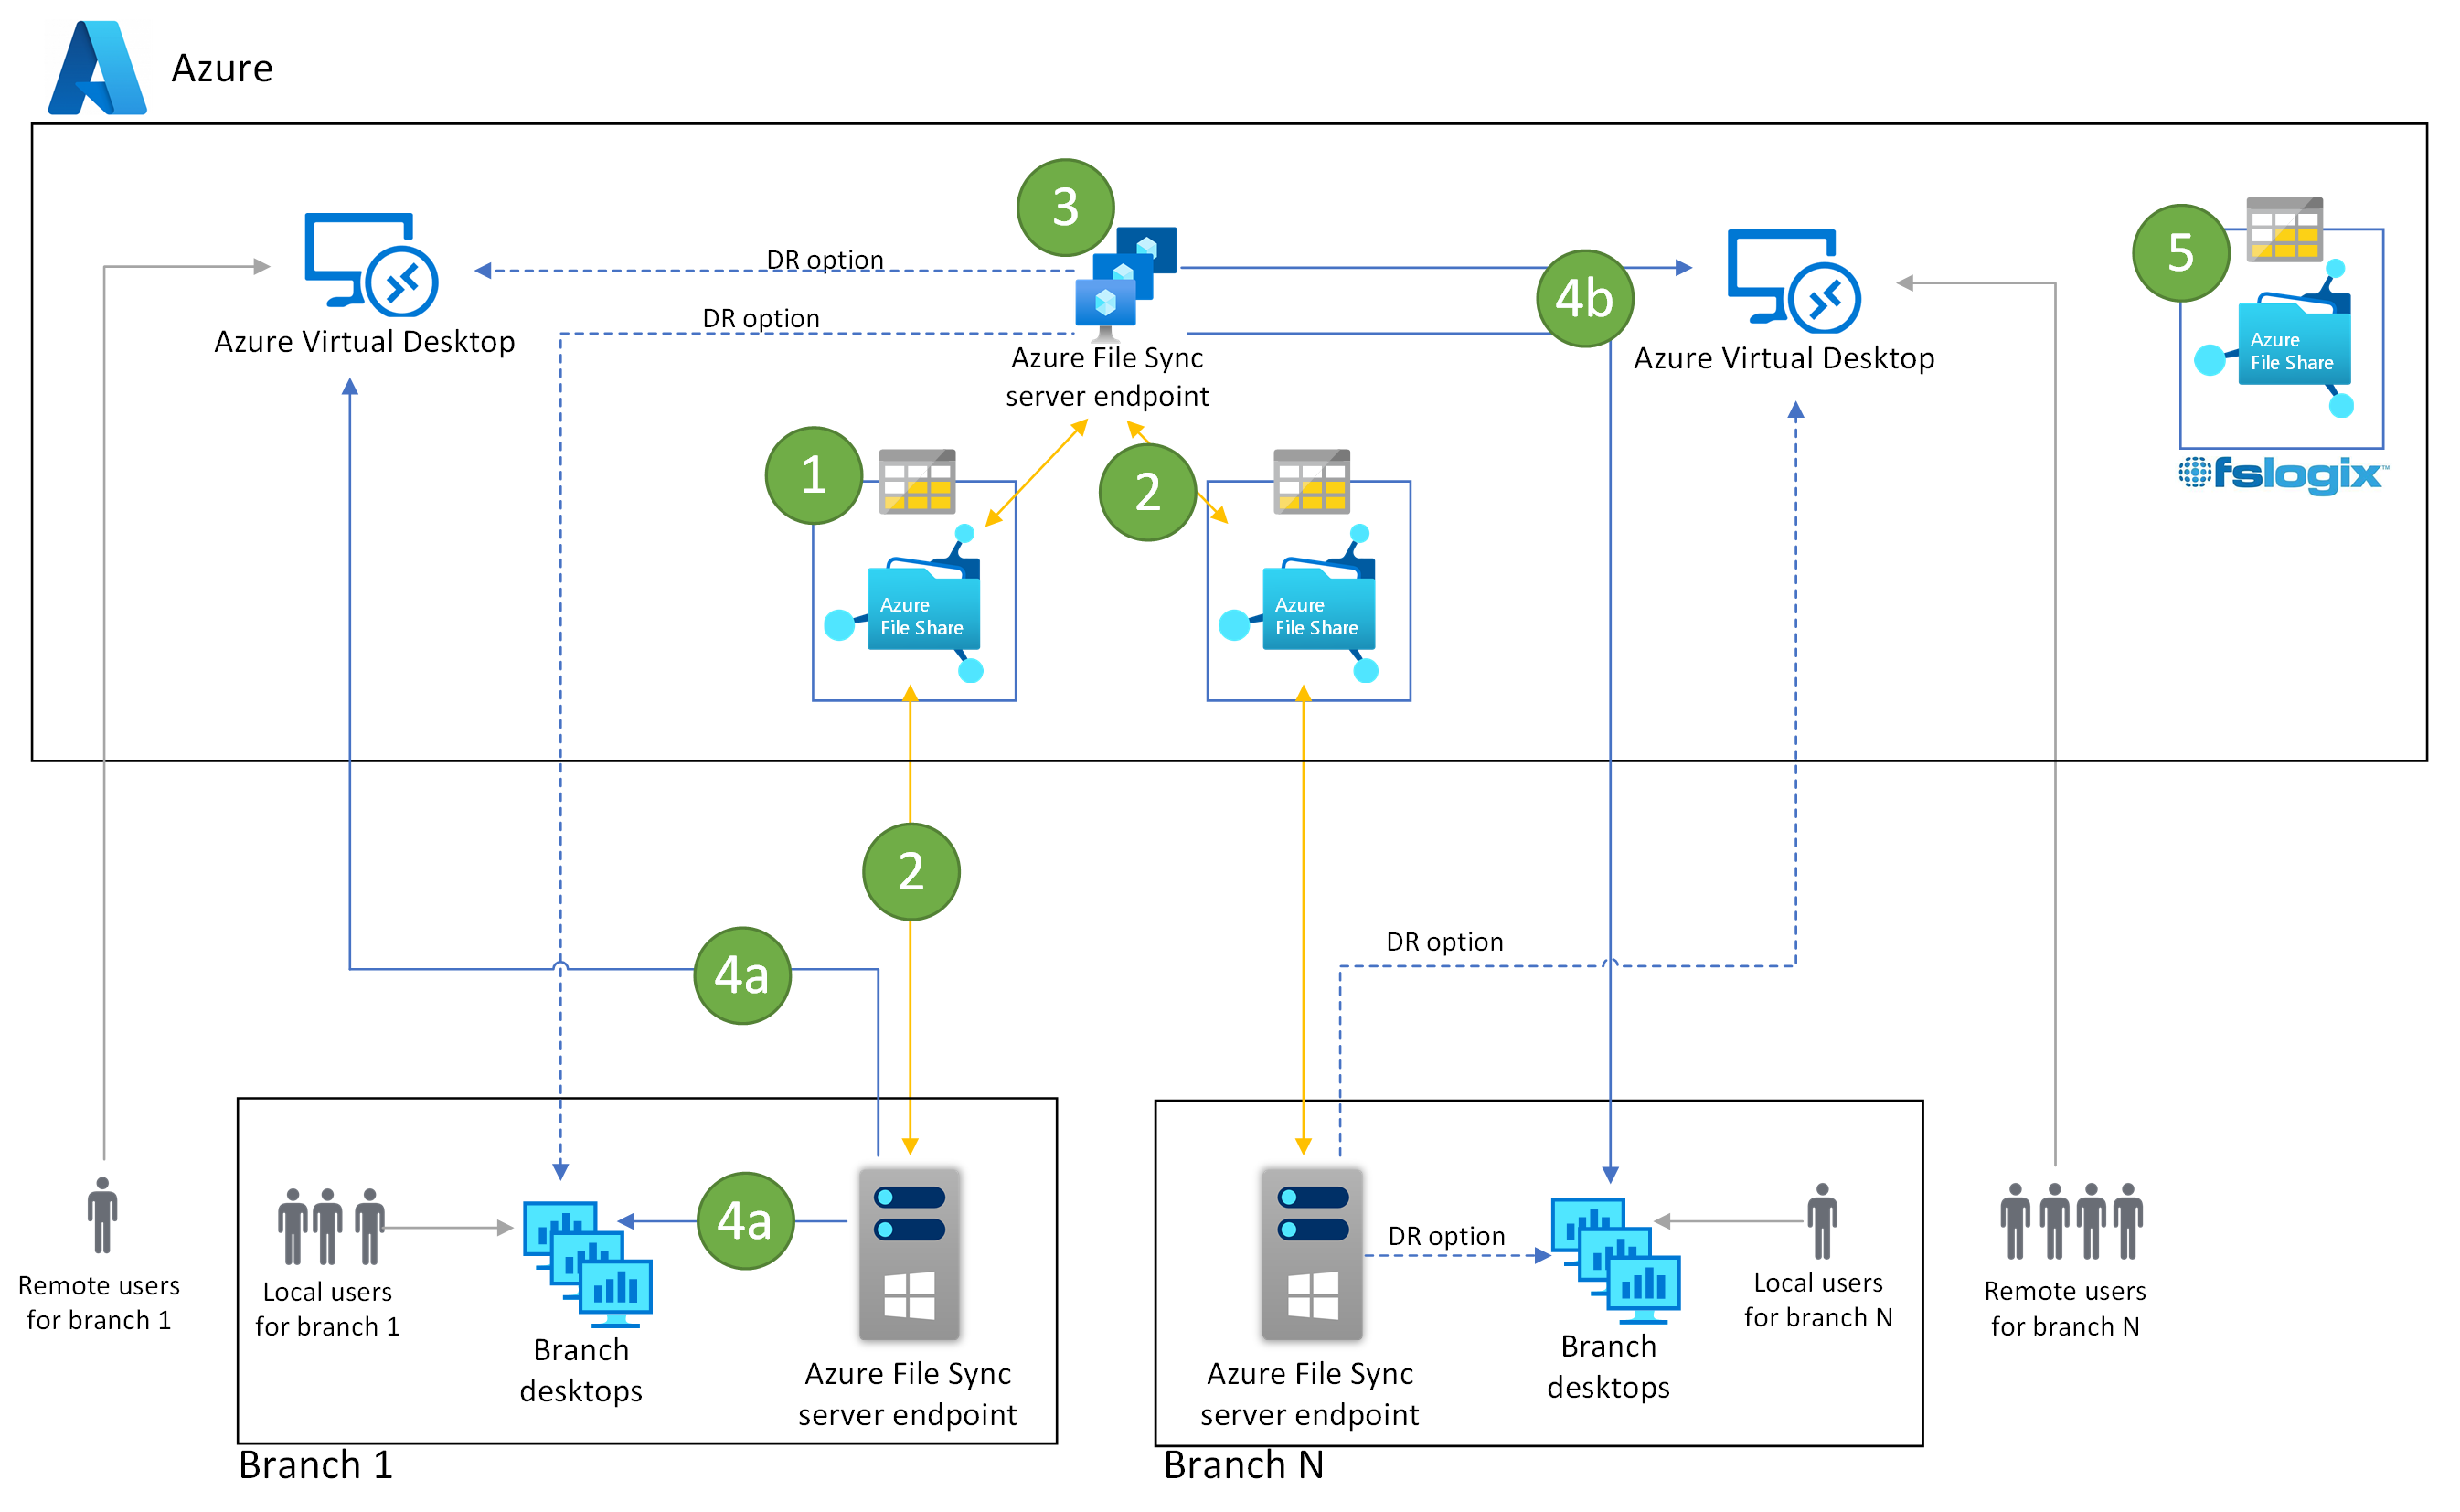 Azure
3
DR option
DR option
4b
5
Azure Virtual Desktop
Azure File Sync
server endpoint
Azure Virtual Desktop
Azure
File Share
fslogix™
1
2
Azure
File Share
Azure
File Share
2
4a
DR option
4a
DR option
Remote users
for branch 1
Local users
for branch 1
Branch
desktops
Azure File Sync
server endpoint
Branch 1
Azure File Sync
server endpoint
Branch
desktops
Local users
for branch N
Remote users
for branch N
Branch N